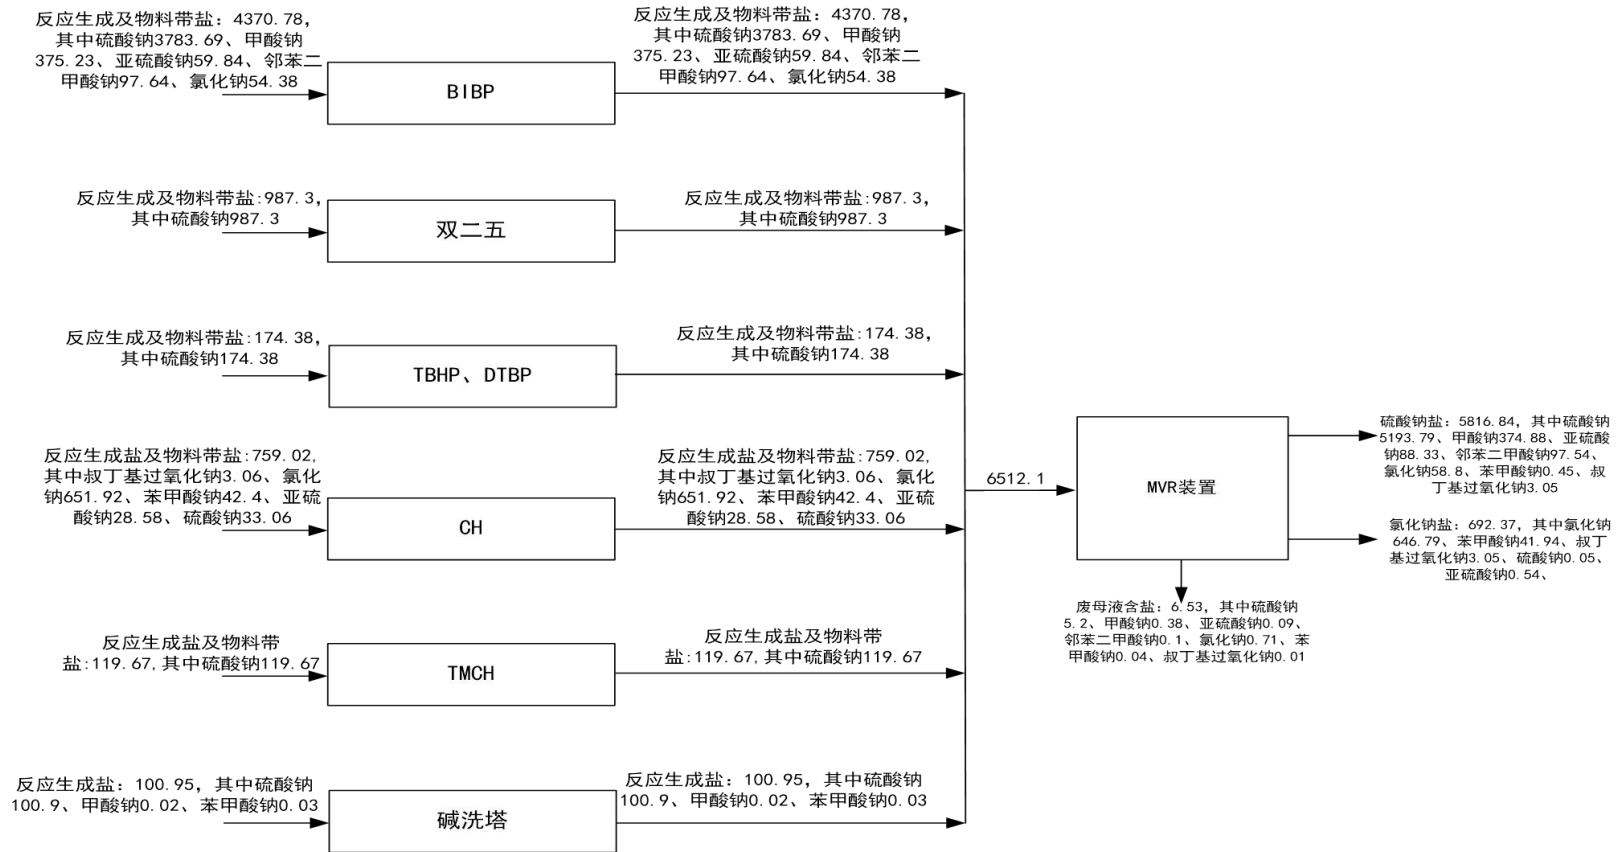 反应生成及物料带盐：4370.78，
其中硫酸钠3783.69、甲酸钠
375.23、亚硫酸钠59.84、邻苯二
甲酸钠97.64、氯化钠54.38
BIBP
反应生成及物料带盐：4370.78，
其中硫酸钠3783.69、甲酸钠
375.23、亚硫酸钠59.84、邻苯二
甲酸钠97.64、氯化钠54.38
反应生成及物料带盐:987.3，
其中硫酸钠987.3
双二五
反应生成及物料带盐:987.3，
其中硫酸钠987.3
反应生成及物料带盐:174.38，
其中硫酸钠174.38
TBHP、DTBP
反应生成及物料带盐:174.38，
其中硫酸钠174.38
反应生成盐及物料带盐:759.02,
其中叔丁基过氧化钠3.06、氯化
钠651.92、苯甲酸钠42.4、亚硫
酸钠28.58、硫酸钠33.06
CH
反应生成盐及物料带盐:759.02,
其中叔丁基过氧化钠3.06、氯化
钠651.92、苯甲酸钠42.4、亚硫
酸钠28.58、硫酸钠33.06
反应生成盐及物料带
盐:119.67,其中硫酸钠119.67
TMCH
反应生成盐及物料带
盐:119.67,其中硫酸钠119.67
反应生成盐：100.95，其中硫酸钠
100.9、甲酸钠0.02、苯甲酸钠0.03
碱洗塔
反应生成盐：100.95，其中硫酸钠
100.9、甲酸钠0.02、苯甲酸钠0.03
6512.1
MVR装置
硫酸钠盐：5816.84，其中硫酸钠
5193.79、甲酸钠374.88、亚硫酸
钠88.33、邻苯二甲酸钠97.54、
氯化钠58.8、苯甲酸钠0.45、叔
丁基过氧化钠3.05
氯化钠盐：692.37，其中氯化钠
646.79、苯甲酸钠41.94、叔丁
基过氧化钠3.05、硫酸钠0.05、
亚硫酸钠0.54、
废母液含盐：6.53，其中硫酸钠
5.2、甲酸钠0.38、亚硫酸钠0.09、
邻苯二甲酸钠0.1、氯化钠0.71、苯
甲酸钠0.04、叔丁基过氧化钠0.01